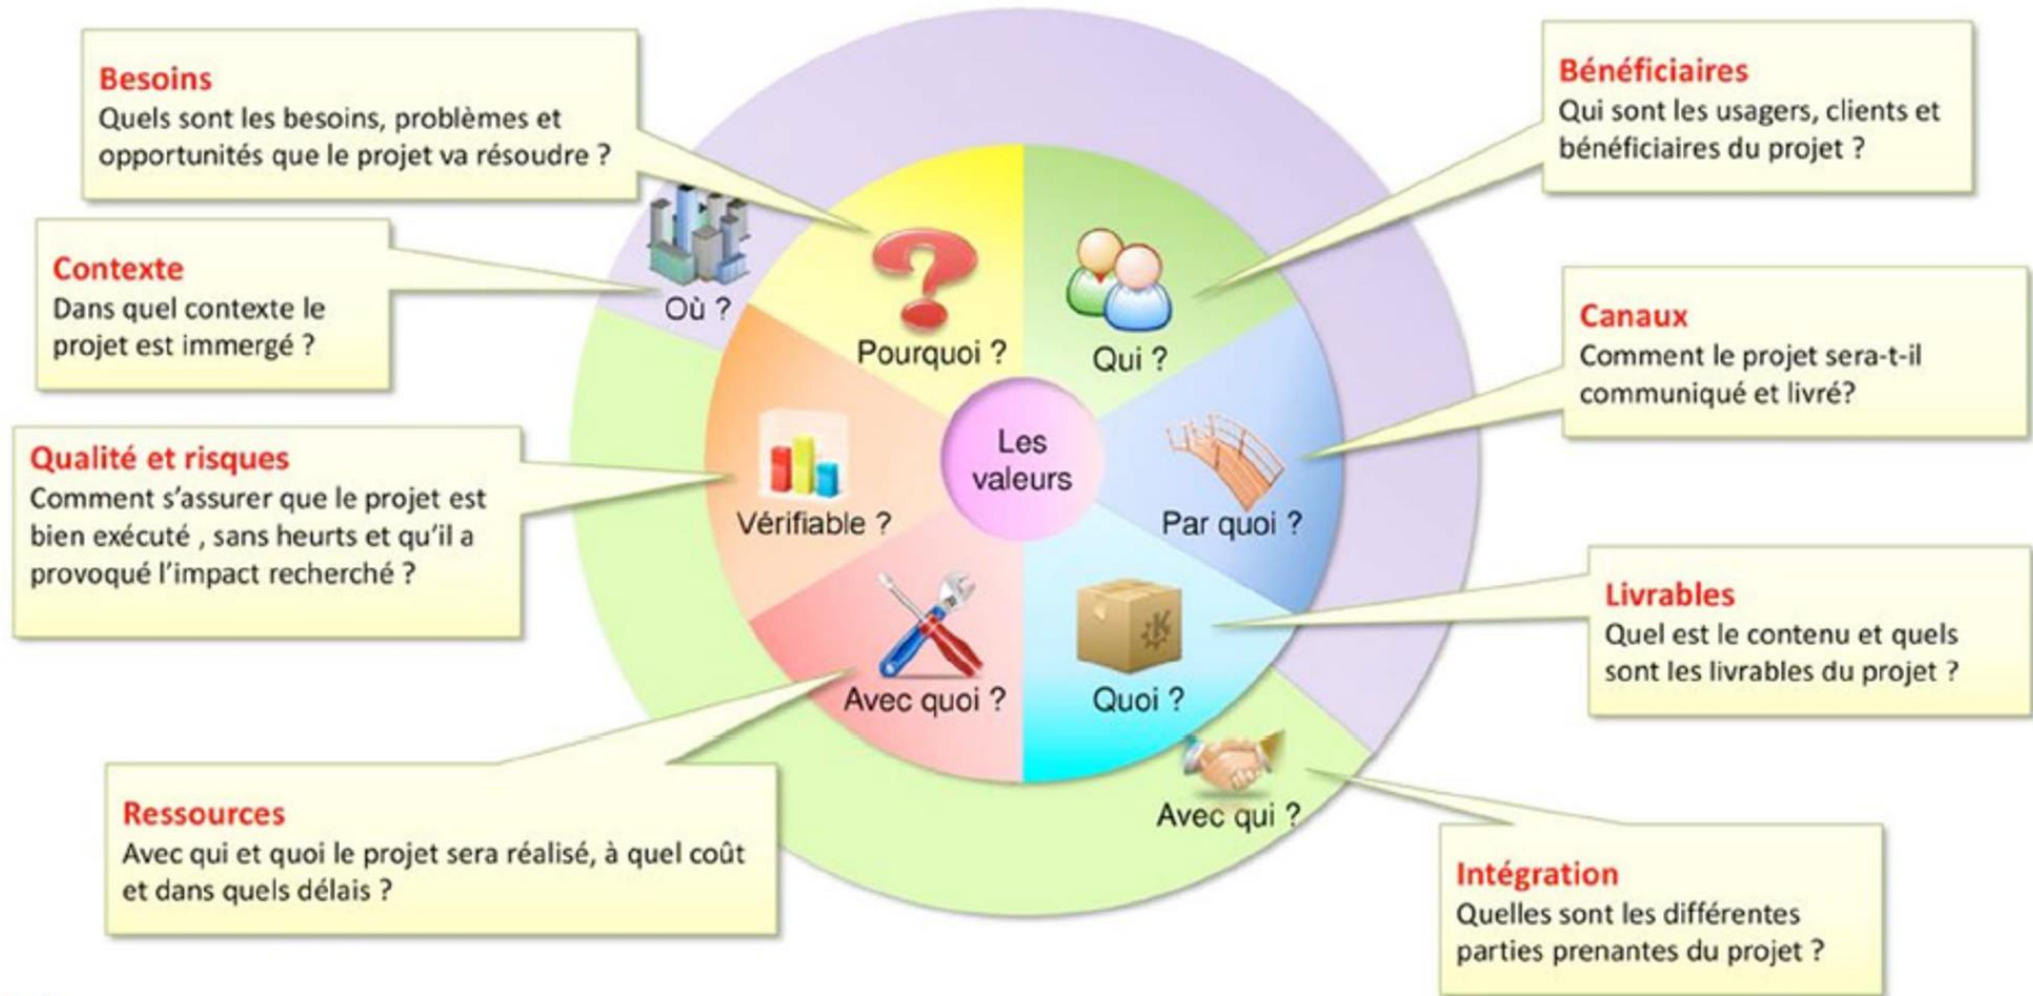 Besoins
Quels sont les besoins, problèmes et
opportunités que le projet va résoudre ?
Bénéficiaires
Qui sont les usagers, clients et
bénéficiaires du projet ?
Contexte
Dans quel contexte le
projet est immergé ?
Où ?
Pourquoi ?
Qui ?
Canaux
Comment le projet sera-t-il
communiqué et livré?
Qualité et risques
Comment s’assurer que le projet est
bien exécuté , sans heurts et qu’il a
provoqué l’impact recherché ?
Vérifiable ?
Les
valeurs
Par quoi ?
Livrables
Quel est le contenu et quels
sont les livrables du projet ?
Avec quoi ?
Quoi ?
Avec qui ?
Ressources
Avec qui et quoi le projet sera réalisé, à quel coût
et dans quels délais ?
Intégration
Quelles sont les différentes
parties prenantes du projet ?